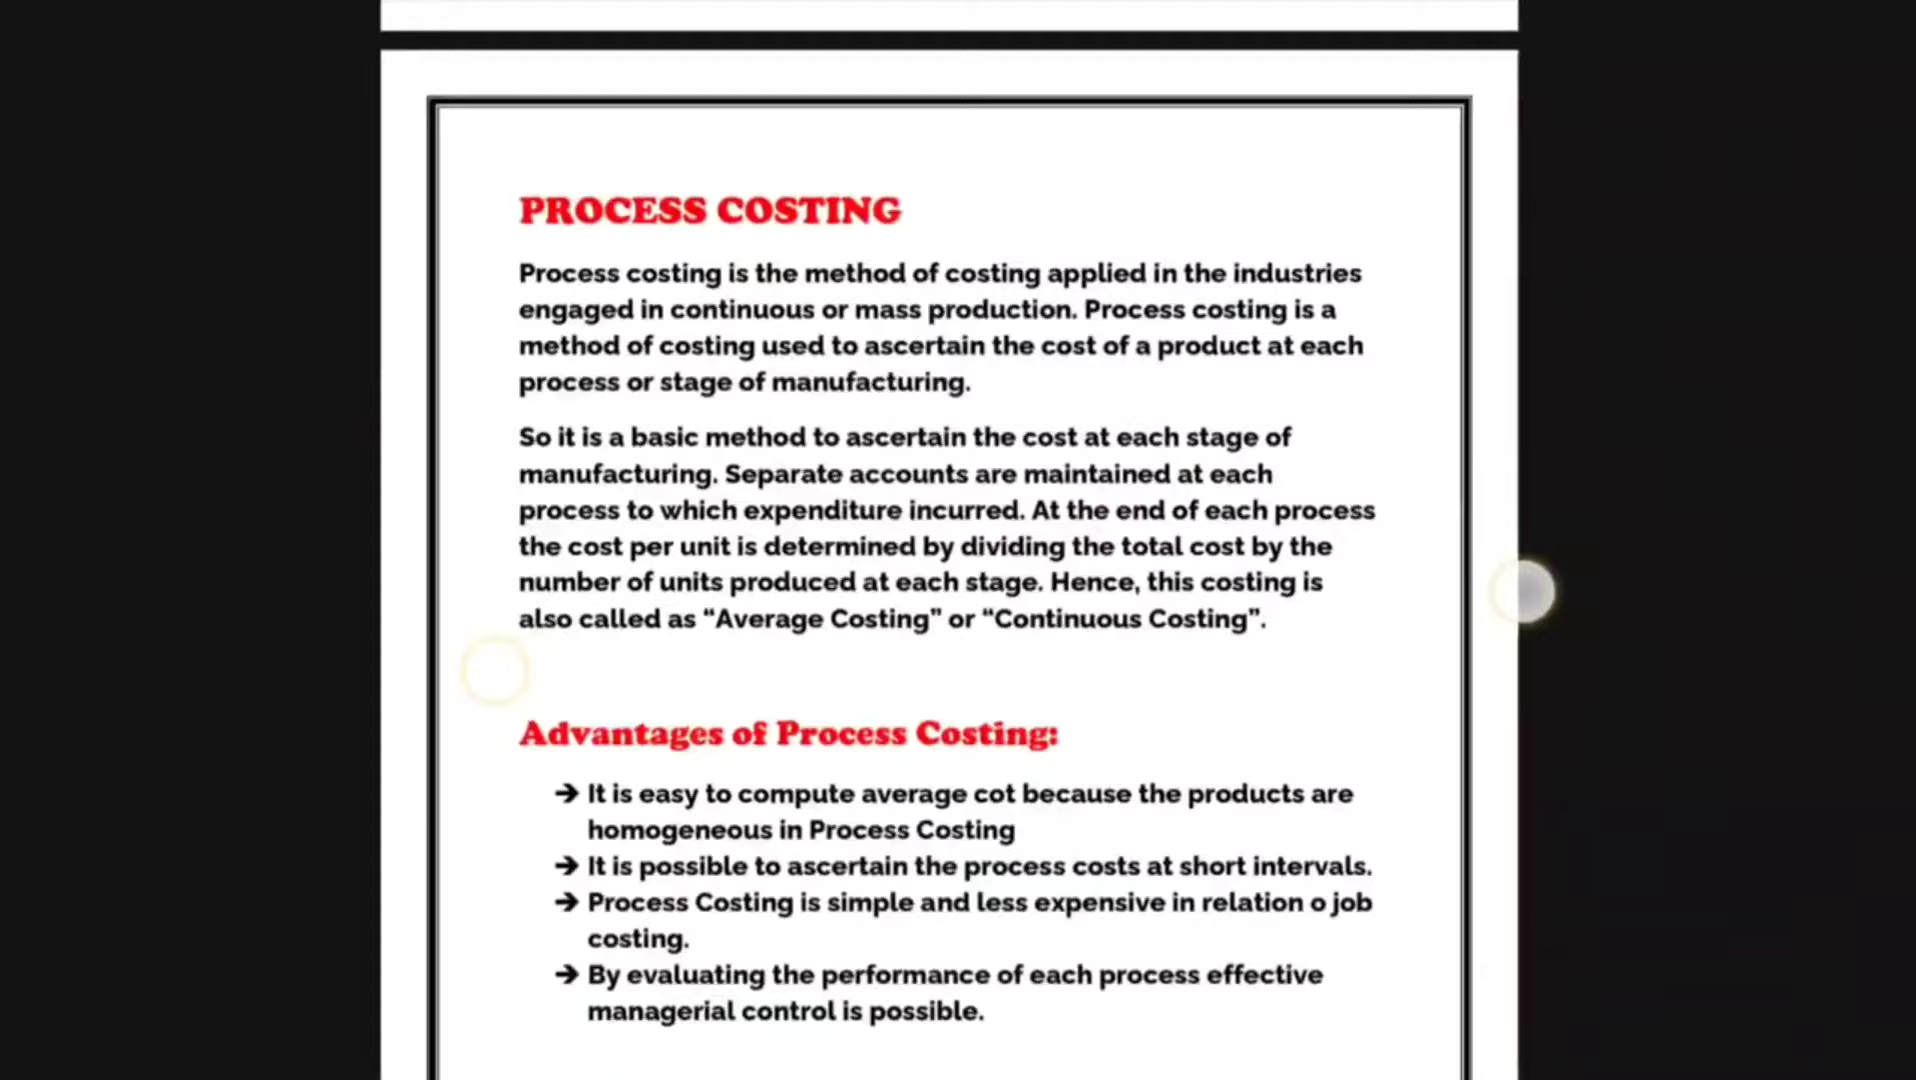 PROCESS COSTING
Process costing is the method of costing applied in the industries
engaged in continuous or mass production. Process costing is a
method of costing used to ascertain the cost of a product at each
process or stage of manufacturing.
So it is a basic method to ascertain the cost at each stage of
manufacturing. Separate accounts are maintained at each
process to which expenditure incurred. At the end of each process
the cost per unit is determined by dividing the total cost by the
number of units produced at each stage. Hence, this costing is
also called as “Average Costing” or “Continuous Costing”.
Advantages of Process Costing:
→ It is easy to compute average cot because the products are
homogeneous in Process Costing
→ It is possible to ascertain the process costs at short intervals.
→ Process Costing is simple and less expensive in relation o job
costing.
→ By evaluating the performance of each process effective
managerial control is possible.